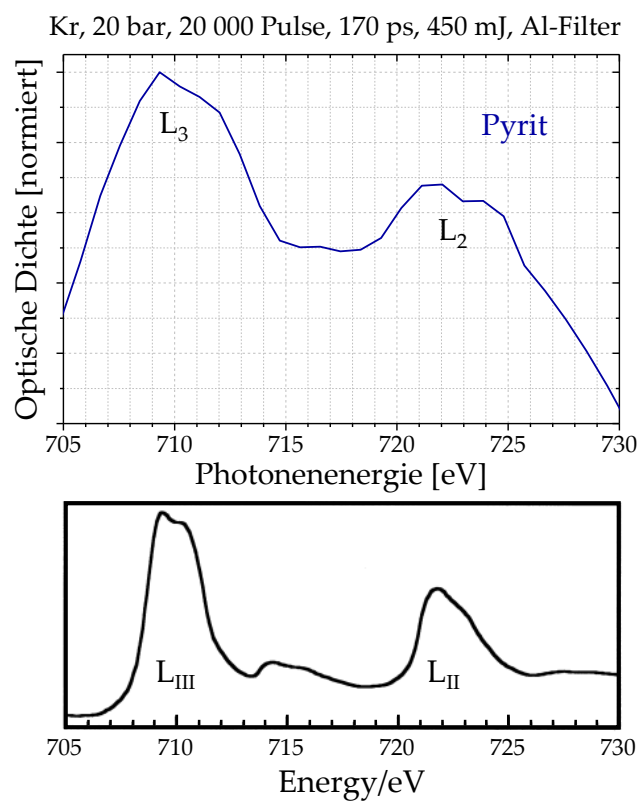 Kr, 20 bar, 20 000 Pulse, 170 ps, 450 mJ, Al-Filter
Optische Dichte [normiert]
L3
Pyrit
L2
705 710 715 720 725 730
Photonenenergie [eV]
LIII
LII
705 710 715 720 725 730
Energy/eV